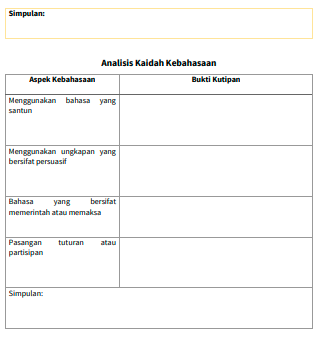 Simpulan:
Analisis Kaidah Kebahasaan
Aspek Kebahasaan
Bukti Kutipan
Menggunakan bahasa yang
santun
Menggunakan ungkapan yang
bersifat persuasif
Bahasa yang bersifat
memerintah atau memaksa
Pasangan tuturan atau
partisipan
Simpulan: